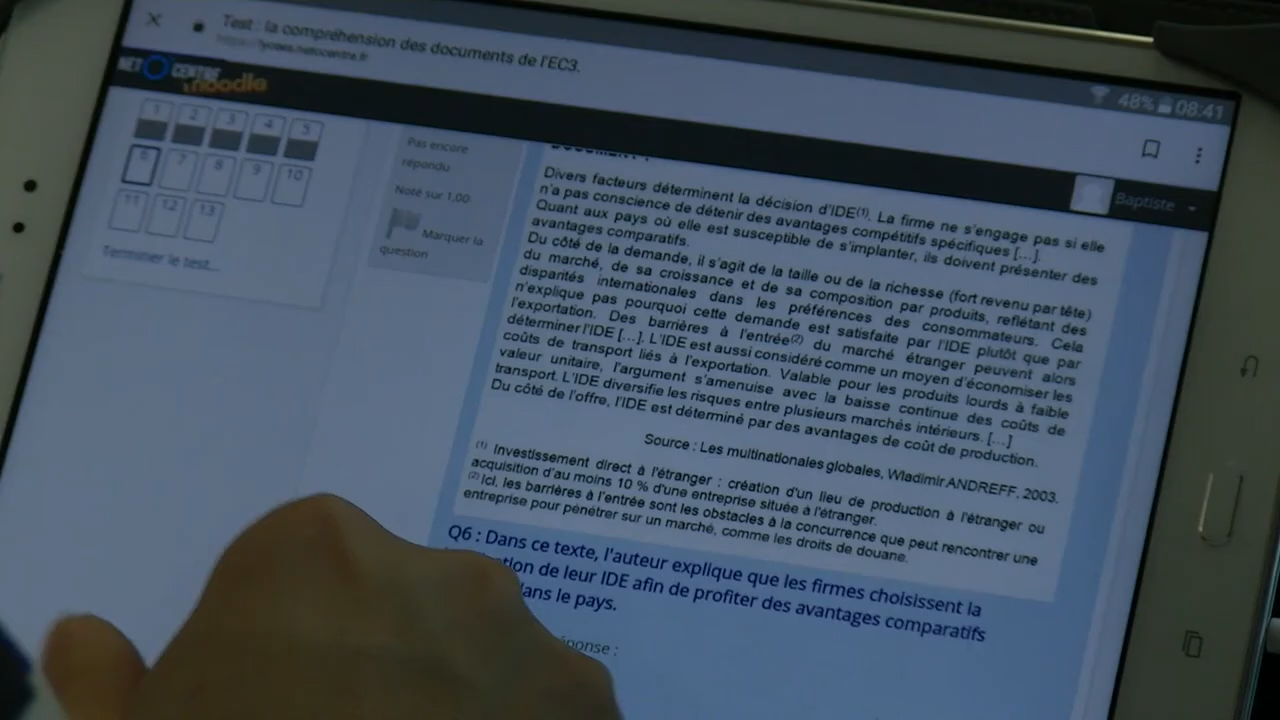 Test : la compréhension des documents de l'EC3.
lycees.netocentre.fr
48% 08:41
NET CENTRE
moodle
Baptiste
1 2 3 4 5
6 7 8 9 10
11 12 13
Terminer le test...
Pas encore
répondu
Noté sur 1,00
Marquer la
question
Divers facteurs déterminent la décision d'IDE(1). La firme ne s'engage pas si elle
n'a pas conscience de détenir des avantages compétitifs spécifiques [...].
Quant aux pays où elle est susceptible de s'implanter, ils doivent présenter des
avantages comparatifs.
Du côté de la demande, il s'agit de la taille ou de la richesse (fort revenu par tête)
du marché, de sa croissance et de sa composition par produits, reflétant des
disparités internationales dans les préférences des consommateurs. Cela
n'explique pas pourquoi cette demande est satisfaite par l'IDE plutôt que par
l'exportation. Des barrières à l'entrée(2) du marché étranger peuvent alors
déterminer l'IDE [...]. L'IDE est aussi considéré comme un moyen d'économiser les
coûts de transport liés à l'exportation. Valable pour les produits lourds à faible
valeur unitaire, l'argument s'amenuise avec la baisse continue des coûts de
transport. L'IDE diversifie les risques entre plusieurs marchés intérieurs. [...]
Du côté de l'offre, l'IDE est déterminé par des avantages de coût de production.
Source : Les multinationales globales, Wladimir ANDREFF, 2003.
(1) Investissement direct à l'étranger : création d'un lieu de production à l'étranger ou
acquisition d'au moins 10 % d'une entreprise située à l'étranger.
(2) Ici, les barrières à l'entrée sont les obstacles à la concurrence que peut rencontrer une
entreprise pour pénétrer sur un marché, comme les droits de douane.
Q6 : Dans ce texte, l'auteur explique que les firmes choisissent la
de leur IDE afin de profiter des avantages comparatifs
dans le pays.